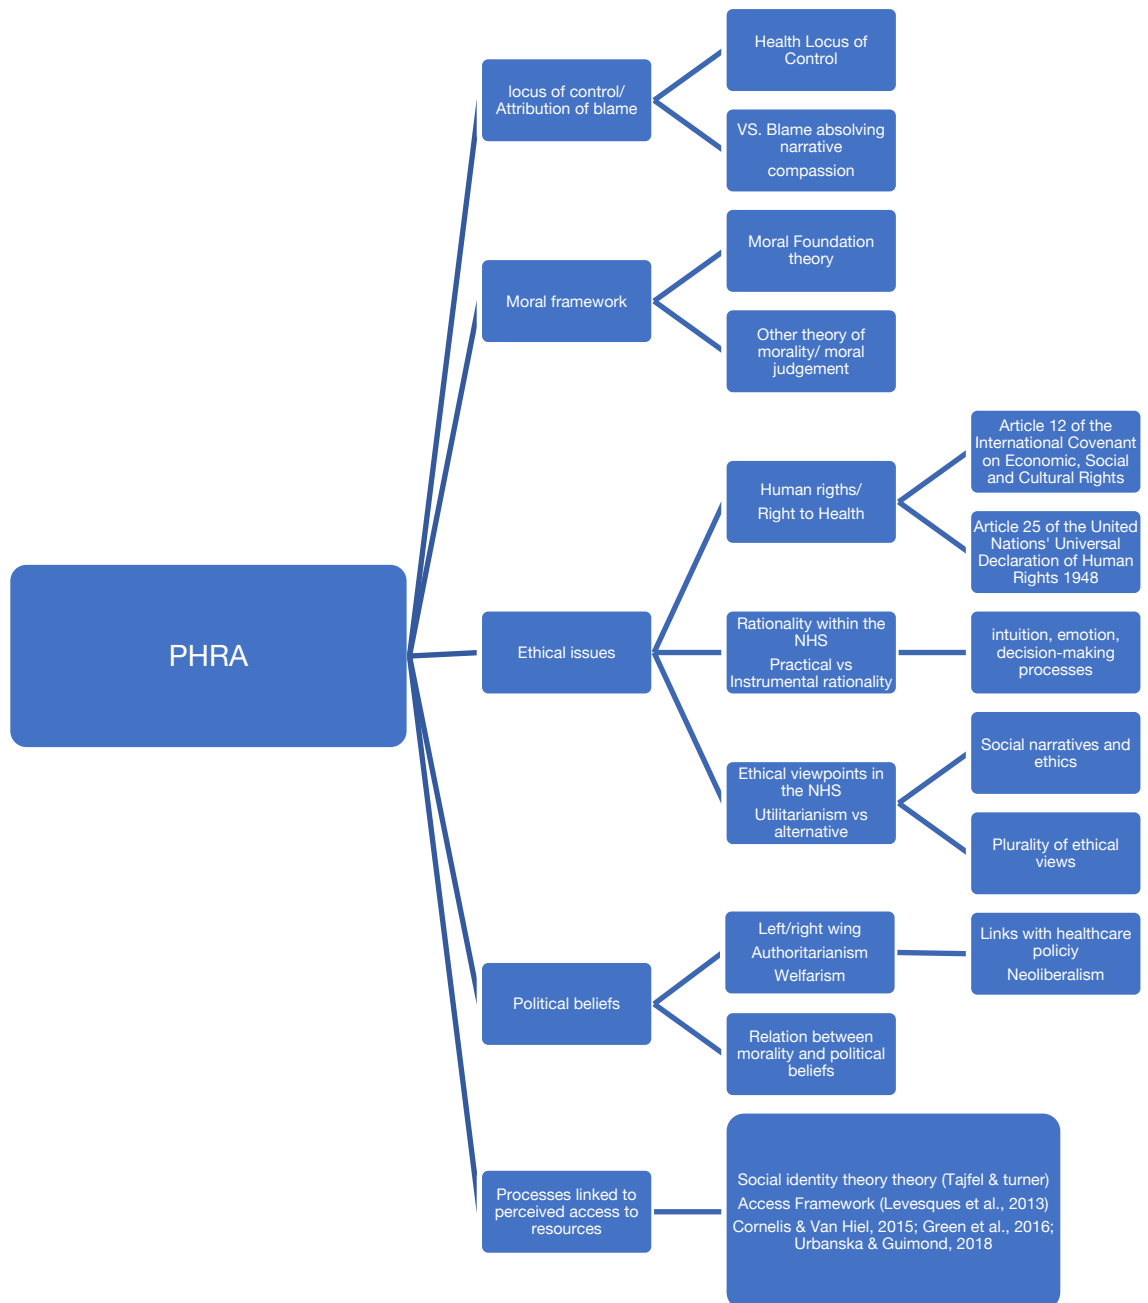 PHRA
locus of control/
Attribution of blame
Health Locus of
Control
VS. Blame absolving
narrative
compassion
Moral framework
Moral Foundation
theory
Other theory of
morality/ moral
judgement
Ethical issues
Human rigths/
Right to Health
Article 12 of the
International Covenant
on Economic, Social
and Cultural Rights
Article 25 of the United
Nations' Universal
Declaration of Human
Rights 1948
Rationality within the
NHS
Practical vs
Instrumental rationality
intuition, emotion,
decision-making
processes
Ethical viewpoints in
the NHS
Utilitarianism vs
alternative
Social narratives and
ethics
Plurality of ethical
views
Political beliefs
Left/right wing
Authoritarianism
Welfarism
Links with healthcare
policiy
Neoliberalism
Relation between
morality and political
beliefs
Processes linked to
perceived access to
resources
Social identity theory theory (Tajfel & turner)
Access Framework (Levesques et al., 2013)
Cornelis & Van Hiel, 2015; Green et al., 2016;
Urbanska & Guimond, 2018